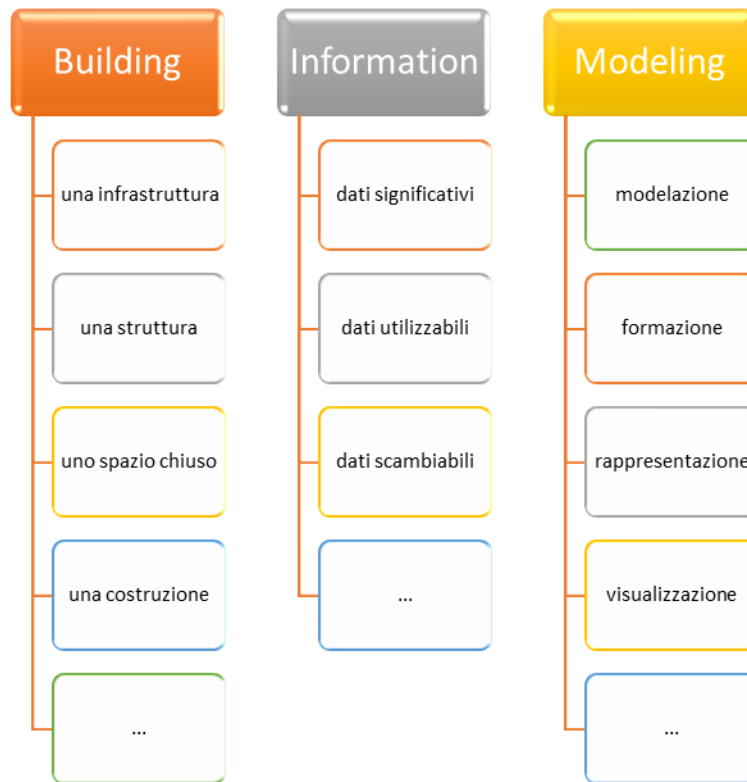 Building
una infrastruttura
una struttura
uno spazio chiuso
una costruzione
...
Information
dati significativi
dati utilizzabili
dati scambiabili
...
Modeling
modelazione
formazione
rappresentazione
visualizzazione
...